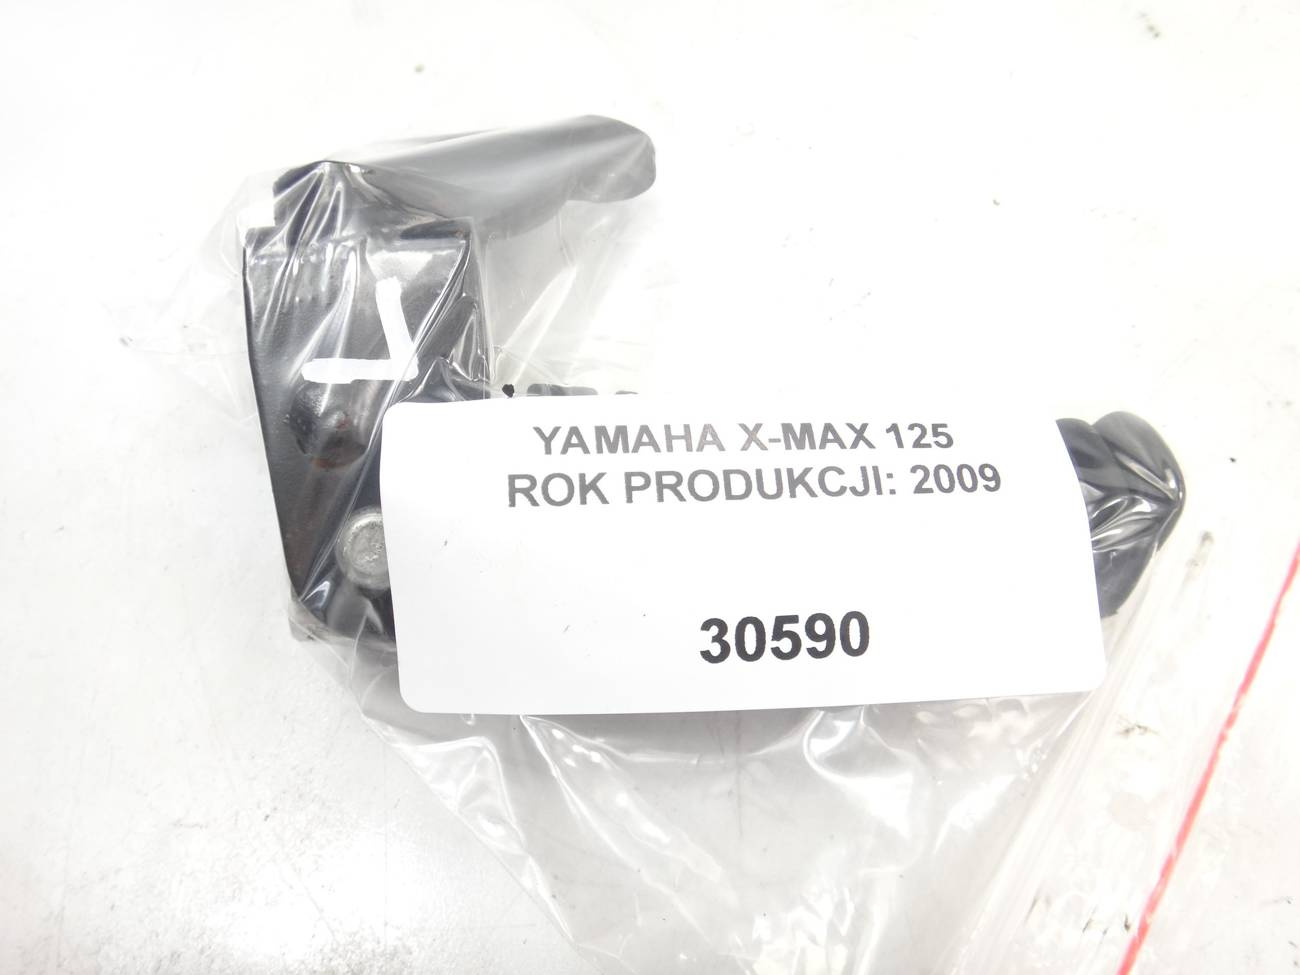 YAMAHA X-MAX 125
ROK PRODUKCJI: 2009
30590